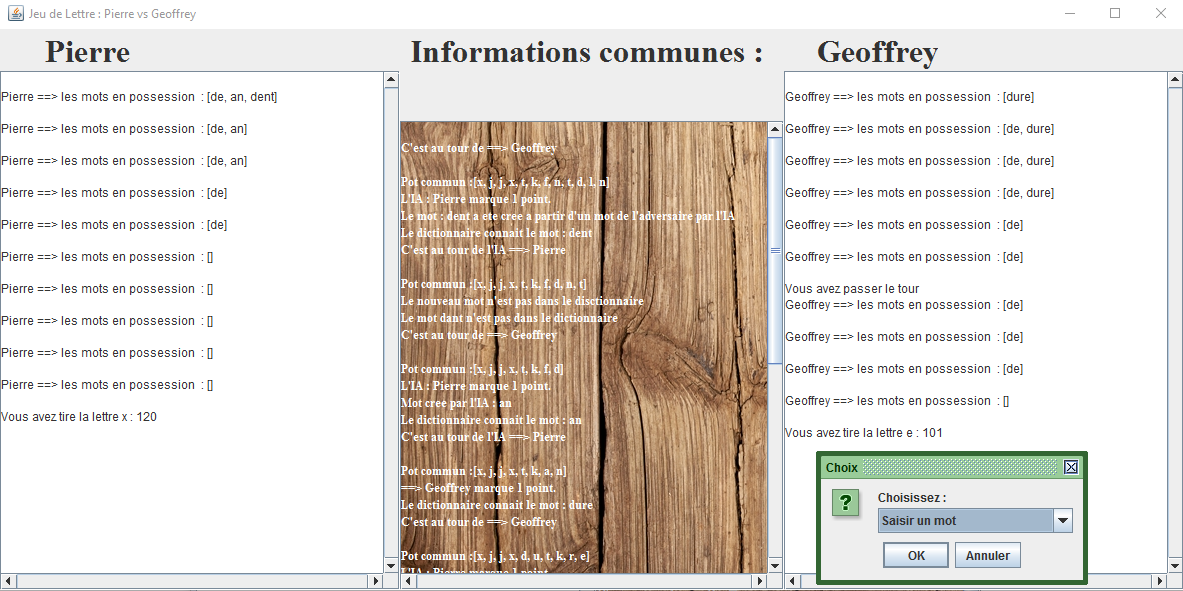 Jeu de Lettre : Pierre vs Geoffrey
Pierre
Pierre ==> les mots en possession : [de, an, dent]
Pierre ==> les mots en possession : [de, an]
Pierre ==> les mots en possession : [de, an]
Pierre ==> les mots en possession : [de]
Pierre ==> les mots en possession : [de]
Pierre ==> les mots en possession : []
Pierre ==> les mots en possession : []
Pierre ==> les mots en possession : []
Pierre ==> les mots en possession : []
Pierre ==> les mots en possession : []
Vous avez tire la lettre x : 120
Informations communes :
C'est au tour de ==> Geoffrey
Pot commun :[x, j, j, x, t, k, f, n, t, d, l, n]
L'IA : Pierre marque 1 point.
Le mot : dent a ete cree a partir d'un mot de l'adversaire par l'IA
Le dictionnaire connait le mot : dent
C'est au tour de l'IA ==> Pierre
Pot commun :[x, j, j, x, t, k, f, d, n, t]
Le nouveau mot n'est pas dans le disctionnaire
Le mot dant n'est pas dans le dictionnaire
C'est au tour de ==> Geoffrey
Pot commun :[x, j, j, x, t, k, f, d]
L'IA : Pierre marque 1 point.
Mot cree par l'IA : an
Le dictionnaire connait le mot : an
C'est au tour de l'IA ==> Pierre
Pot commun :[x, j, j, x, t, k, a, n]
==> Geoffrey marque 1 point.
Le dictionnaire connait le mot : dure
C'est au tour de ==> Geoffrey
Pot commun :[x, j, j, x, d, u, t, k, r, e]
L'IA : Pierre marque 1 point.
Geoffrey
Geoffrey ==> les mots en possession : [dure]
Geoffrey ==> les mots en possession : [de, dure]
Geoffrey ==> les mots en possession : [de, dure]
Geoffrey ==> les mots en possession : [de, dure]
Geoffrey ==> les mots en possession : [de]
Geoffrey ==> les mots en possession : [de]
Vous avez passer le tour
Geoffrey ==> les mots en possession : [de]
Geoffrey ==> les mots en possession : [de]
Geoffrey ==> les mots en possession : [de]
Geoffrey ==> les mots en possession : []
Vous avez tire la lettre e : 101
Choix
?
Choisissez :
Saisir un mot
OK
Annuler